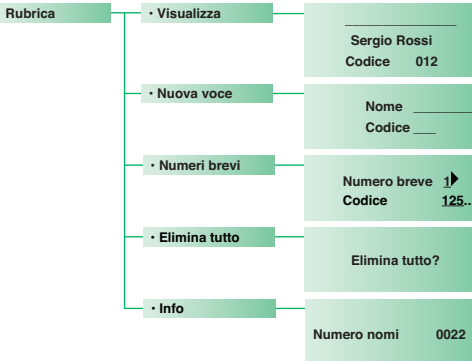 Rubrica
· Visualizza
Sergio Rossi
Codice 012
· Nuova voce
Nome
Codice
· Numeri brevi
Numero breve 1
Codice 125..
· Elimina tutto
Elimina tutto?
· Info
Numero nomi 0022